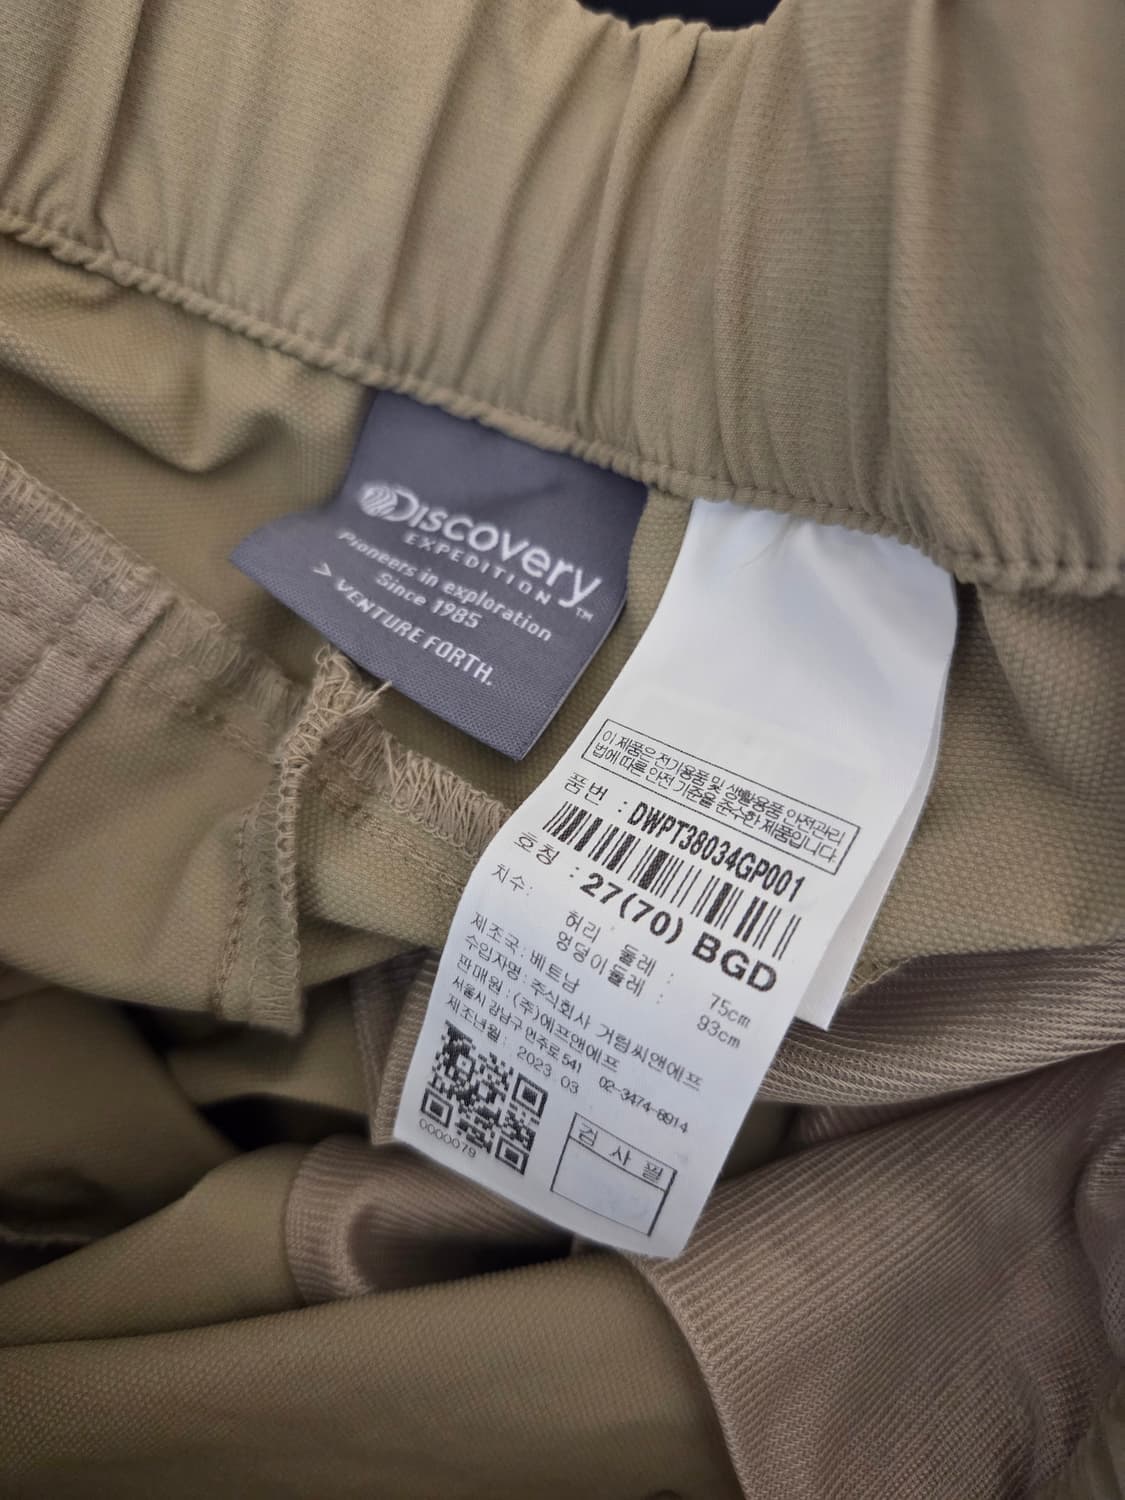 Discovery
EXPEDITION™
Pioneers in exploration
Since 1985
> VENTURE FORTH.
이 제품은 전기용품 및 생활용품 안전관리
법에 따른 안전 기준을 준수한 제품입니다
품번 : DWPT38034GP001
호칭 : 27(70) BGD
치수:
허리 둘레 : 75cm
엉덩이둘레 : 93cm
제조국: 베트남
수입자명: 주식회사 거림씨앤에프
판매원: (주)에프앤에프
서울시 강남구 언주로541 02-3474-8914
제조년월: 2023 03
0000079
검사필